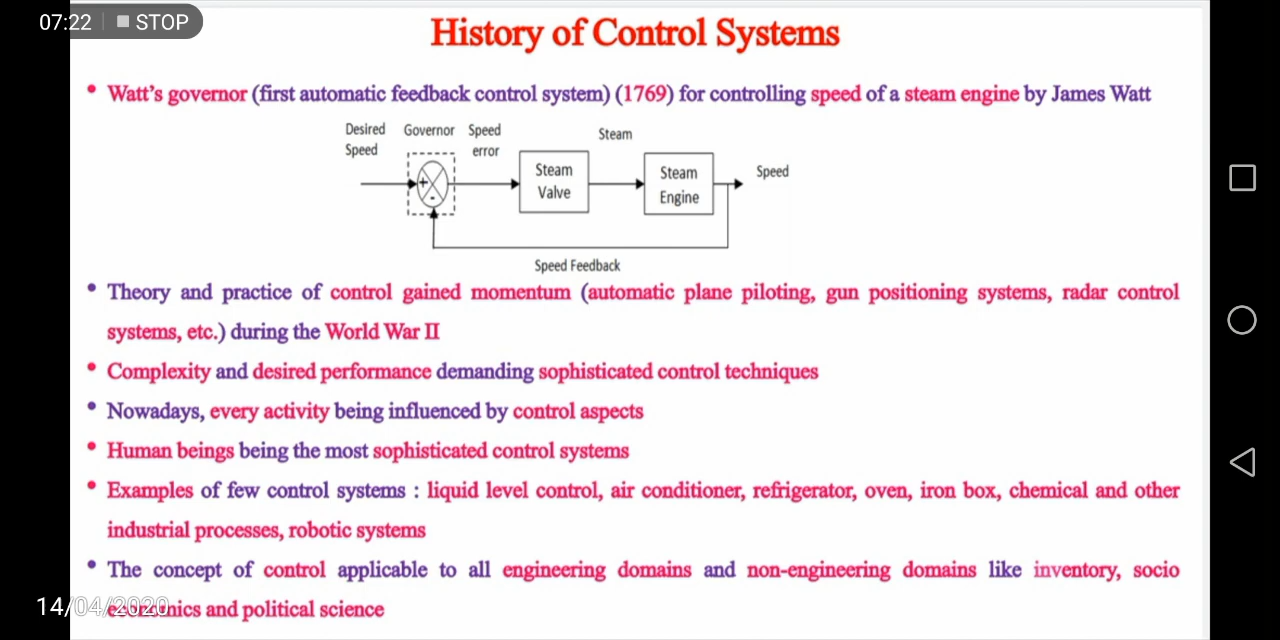 07:22 STOP
History of Control Systems
• Watt's governor (first automatic feedback control system) (1769) for controlling speed of a steam engine by James Watt
Desired Governor Speed Steam
Speed error
Steam Valve
Steam Engine
Speed
+
-
Speed Feedback
• Theory and practice of control gained momentum (automatic plane piloting, gun positioning systems, radar control
systems, etc.) during the World War II
• Complexity and desired performance demanding sophisticated control techniques
• Nowadays, every activity being influenced by control aspects
• Human beings being the most sophisticated control systems
• Examples of few control systems : liquid level control, air conditioner, refrigerator, oven, iron box, chemical and other
industrial processes, robotic systems
• The concept of control applicable to all engineering domains and non-engineering domains like inventory, socio
economics and political science
14/04/2020